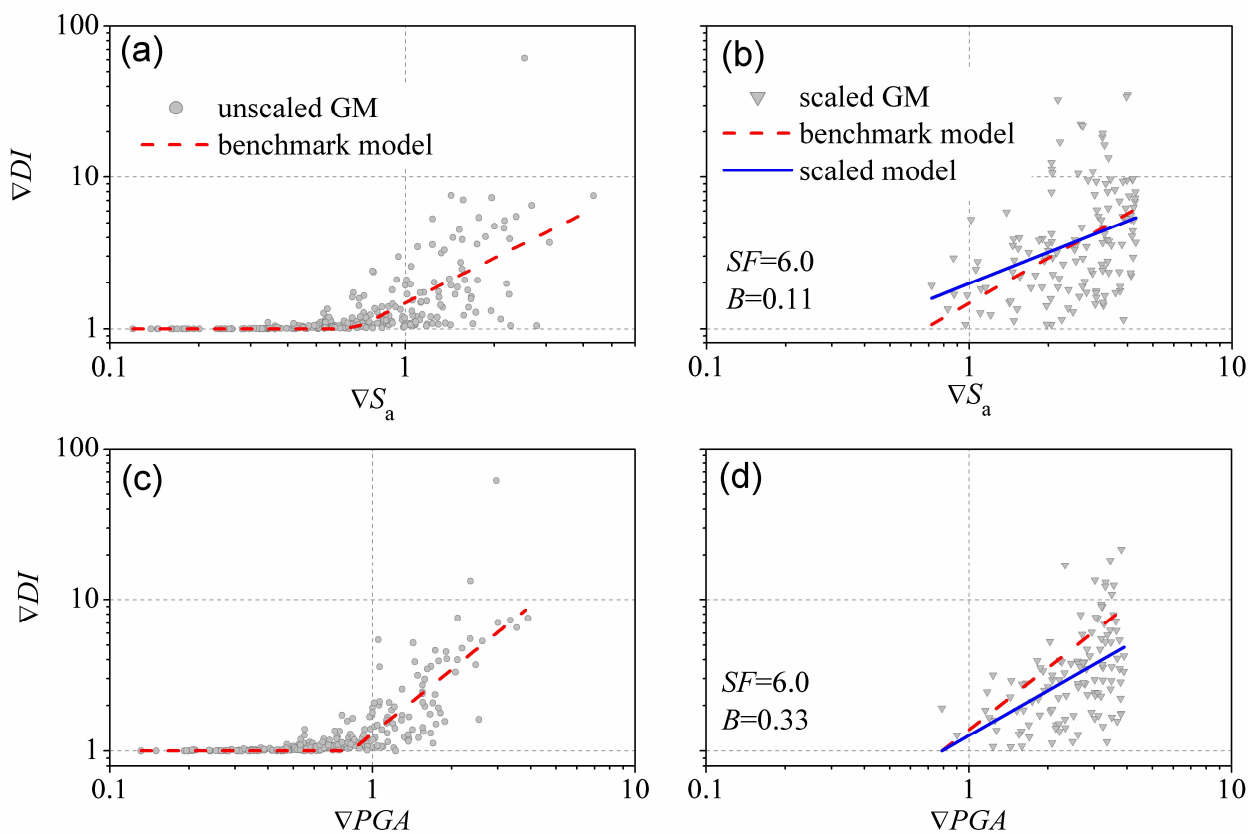 (a)
100
10
1
∇DI
unscaled GM
benchmark model
0.1
1
∇Sa
(b)
scaled GM
benchmark model
scaled model
SF=6.0
B=0.11
0.1
1
10
∇Sa
(c)
100
10
1
∇DI
0.1
1
10
∇PGA
(d)
SF=6.0
B=0.33
0.1
1
10
∇PGA